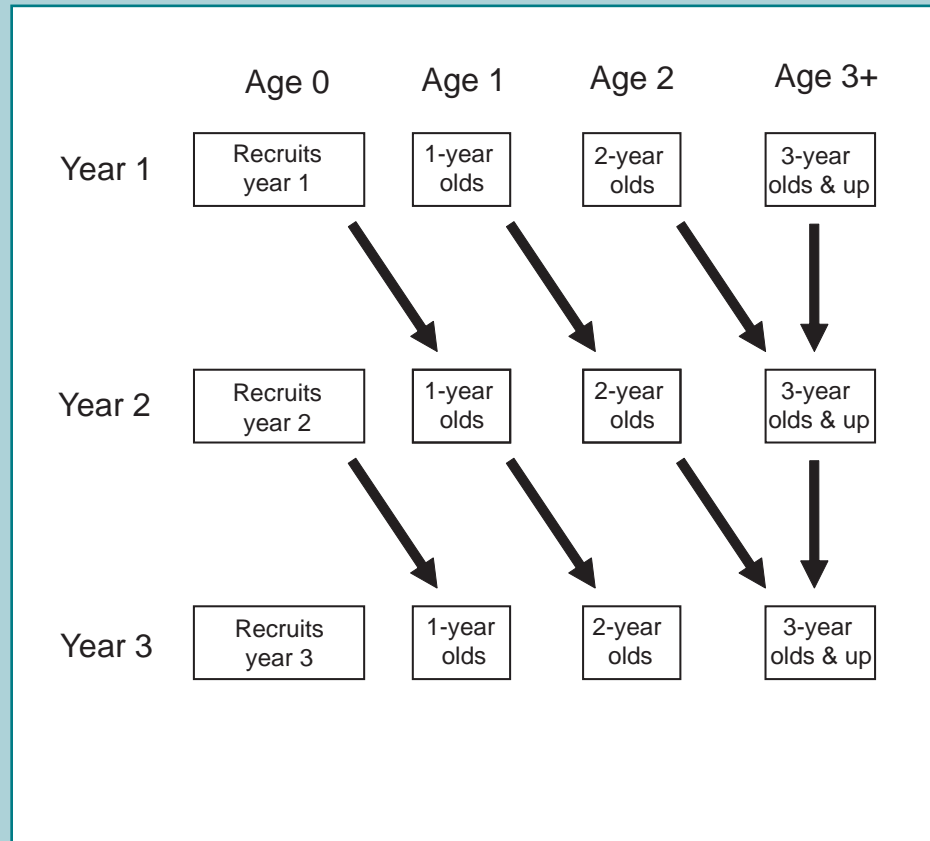 Age 0
Age 1
Age 2
Age 3+
Year 1
Recruits
year 1
1-year
olds
2-year
olds
3-year
olds & up
Year 2
Recruits
year 2
1-year
olds
2-year
olds
3-year
olds & up
Year 3
Recruits
year 3
1-year
olds
2-year
olds
3-year
olds & up